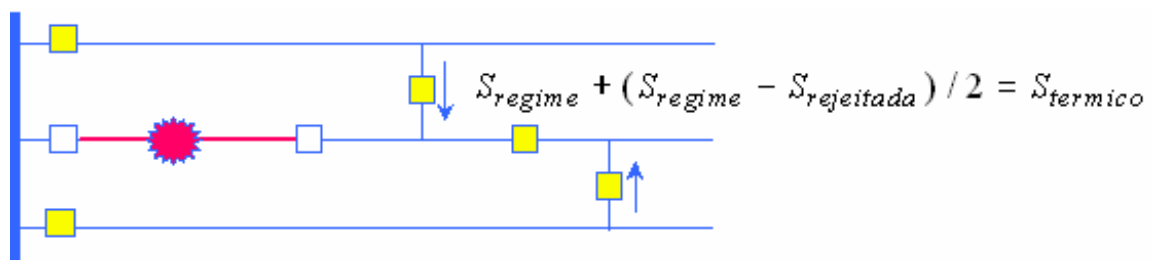 S_regime + (S_regime − S_rejeitada) / 2 = S_termico